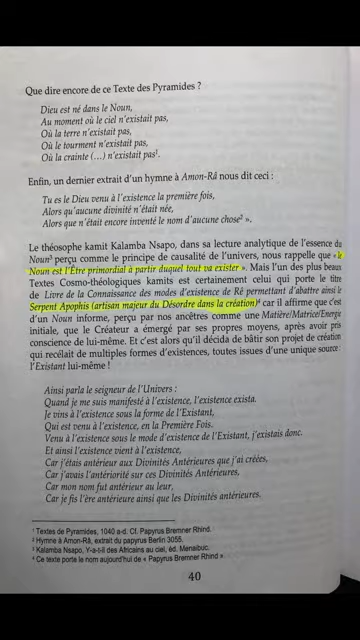 Que dire encore de ce Texte des Pyramides ?
Dieu est né dans le Noun,
Au moment où le ciel n'existait pas,
Où la terre n'existait pas,
Où le tourment n'existait pas,
Où la crainte (...) n'existait pas¹.
Enfin, un dernier extrait d'un hymne à Amon-Râ nous dit ceci :
Tu es le Dieu venu à l'existence la première fois,
Alors qu'aucune divinité n'était née,
Alors que n'était encore inventé le nom d'aucune chose² ».
Le théosophe kamit Kalamba Nsapo, dans sa lecture analytique de l'essence du
Noun³ perçu comme le principe de causalité de l'univers, nous rappelle que « le
Noun est l'Être primordial à partir duquel tout va exister ». Mais l'un des plus beaux
Textes Cosmo-théologiques kamits est certainement celui qui porte le titre
de Livre de la Connaissance des modes d'existence de Rê permettant d'abattre ainsi le
Serpent Apophis (artisan majeur du Désordre dans la création)⁴ car il affirme que c'est
d'un Noun informe, perçu par nos ancêtres comme une Matière/Matrice/Energie
initiale, que le Créateur a émergé par ses propres moyens, après avoir pris
conscience de lui-même. Et c'est alors qu'il décida de bâtir son projet de création
qui recélait de multiples formes d'existences, toutes issues d'une unique source :
l'Existant lui-même !
Ainsi parla le seigneur de l'Univers :
Quand je me suis manifesté à l'existence, l'existence exista.
Je vins à l'existence sous la forme de l'Existant,
Qui est venu à l'existence, en la Première Fois.
Venu à l'existence sous le mode d'existence de l'Existant, j'existais donc.
Et ainsi l'existence vient à l'existence,
Car j'étais antérieur aux Divinités Antérieures que j'ai créées,
Car j'avais l'antériorité sur ces Divinités Antérieures,
Car mon nom fut antérieur au leur,
Car je fis l'ère antérieure ainsi que les Divinités antérieures.
¹ Textes de Pyramides, 1040 a-d. Cf. Papyrus Bremner Rhind.
² Hymne à Amon-Râ, extrait du papyrus Berlin 3055.
³ Kalamba Nsapo, Y-a-t-il des Africains au ciel, éd. Menaibuc.
⁴ Ce texte porte le nom aujourd'hui de « Papyrus Bremner Rhind ».
40